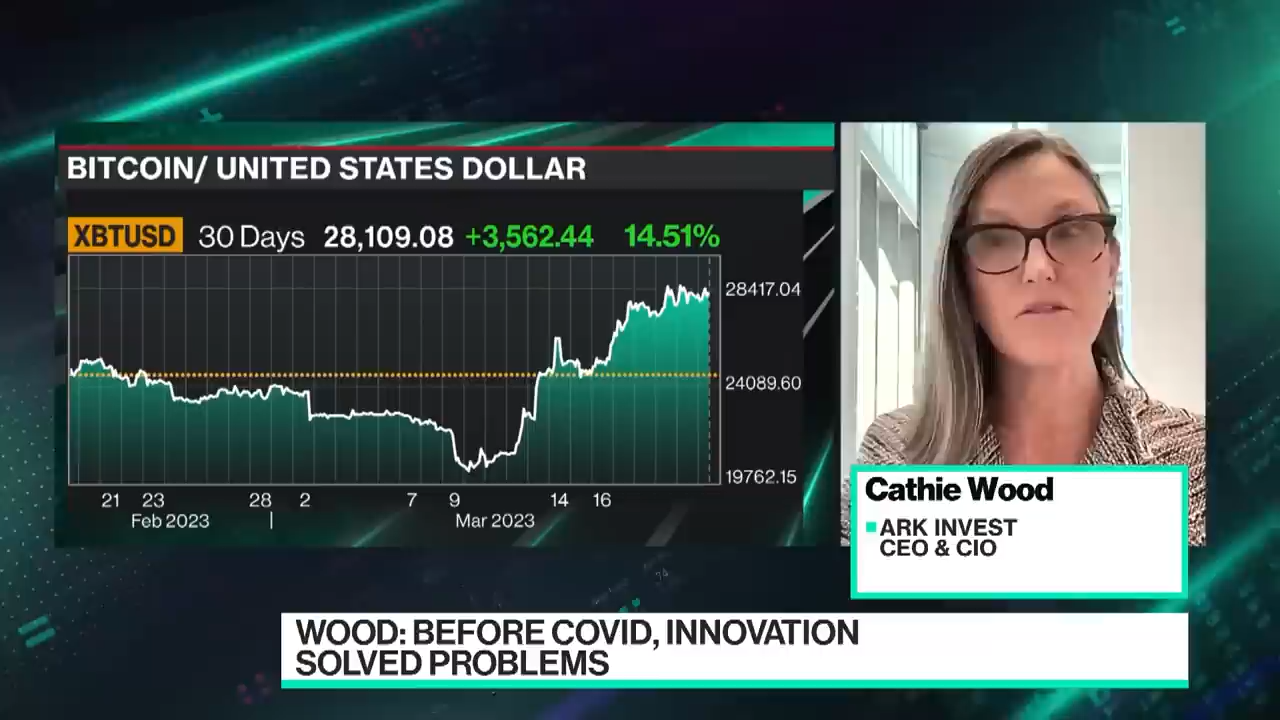 BITCOIN/ UNITED STATES DOLLAR
XBTUSD 30 Days 28,109.08 +3,562.44 14.51%
28417.04
24089.60
19762.15
21 23 28 2 7 9 14 16
Feb 2023 | Mar 2023
Cathie Wood
ARK INVEST
CEO & CIO
WOOD: BEFORE COVID, INNOVATION
SOLVED PROBLEMS